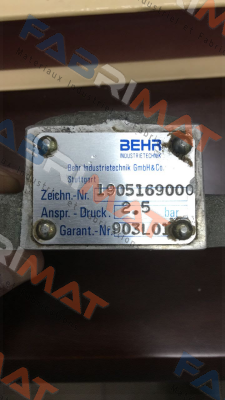 FABRIMAT
BEHR
INDUSTRIETECHNIK
Behr Industrietechnik GmbH & Co.
Stuttgart
Zeichn.-Nr. 1905169000
Anspr.-Druck. 2.5 bar
Garant.-Nr. 903L01